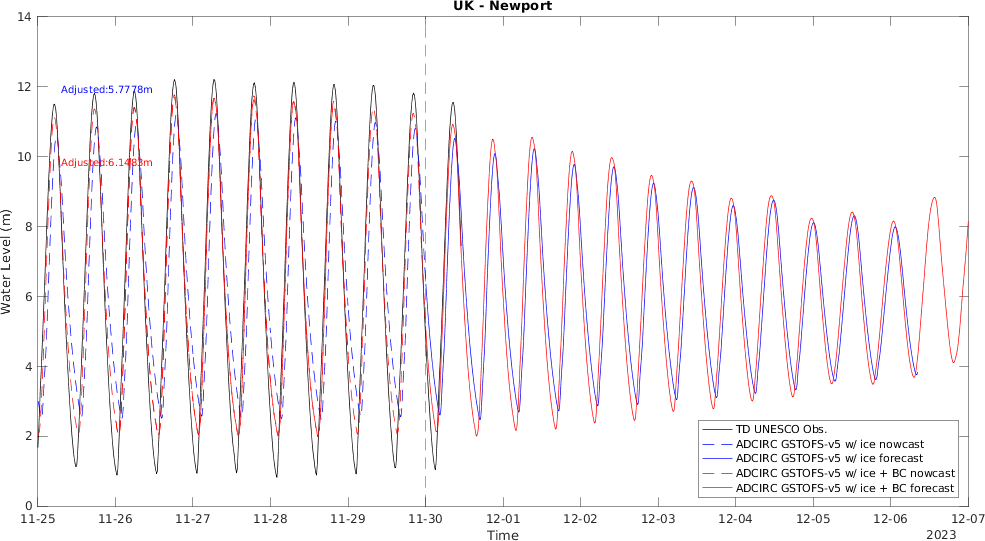 UK - Newport
14
12
10
8
6
4
2
0
Water Level (m)
Adjusted:5.7778m
Adjusted:6.1483m
TD UNESCO Obs.
ADCIRC GSTOFS-v5 w/ ice nowcast
ADCIRC GSTOFS-v5 w/ ice forecast
ADCIRC GSTOFS-v5 w/ ice + BC nowcast
ADCIRC GSTOFS-v5 w/ ice + BC forecast
11-25 11-26 11-27 11-28 11-29 11-30 12-01 12-02 12-03 12-04 12-05 12-06 12-07
Time
2023